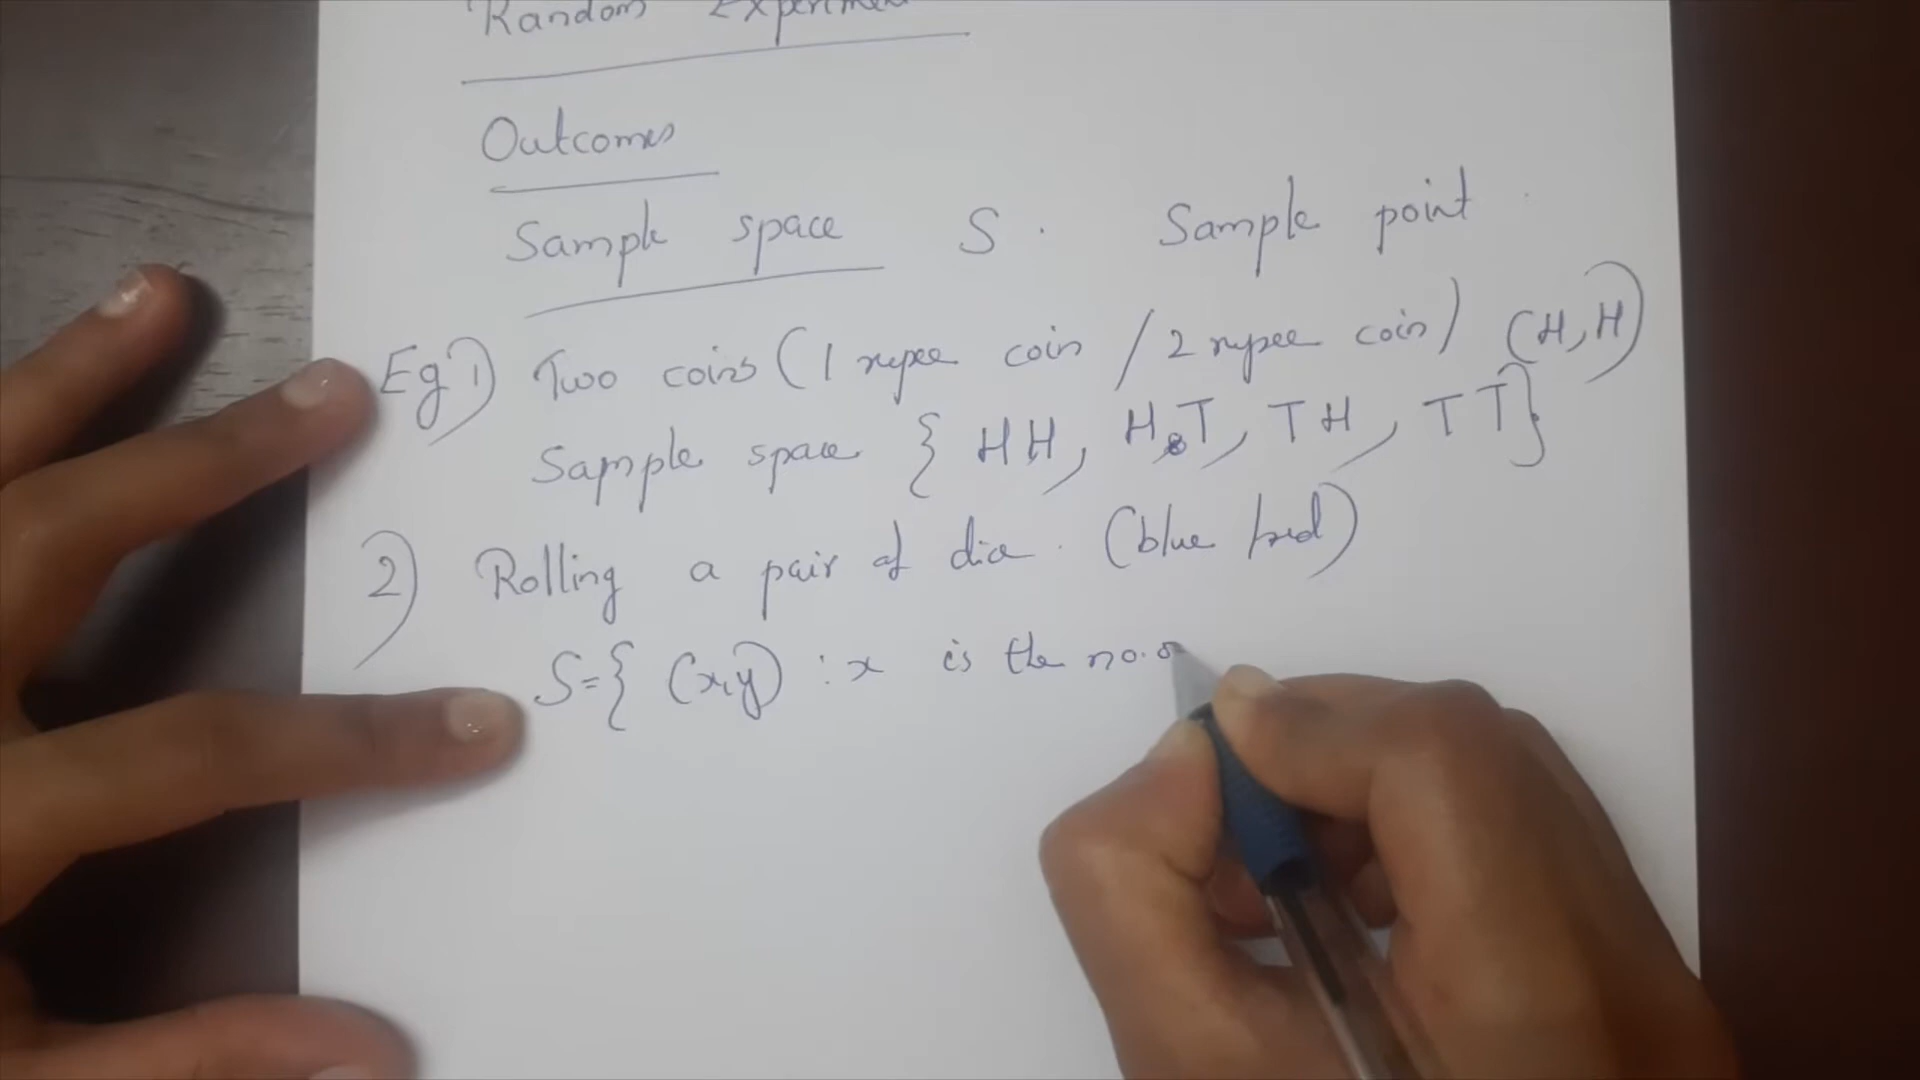 Random Experiment
Outcomes
Sample space S. Sample point.
Eg 1) Two coins (1 rupee coin / 2 rupee coin) (H,H)
Sample space { HH, HT, TH, TT}
2) Rolling a pair of dice. (blue / red)
S={ (x,y) : x is the no. o